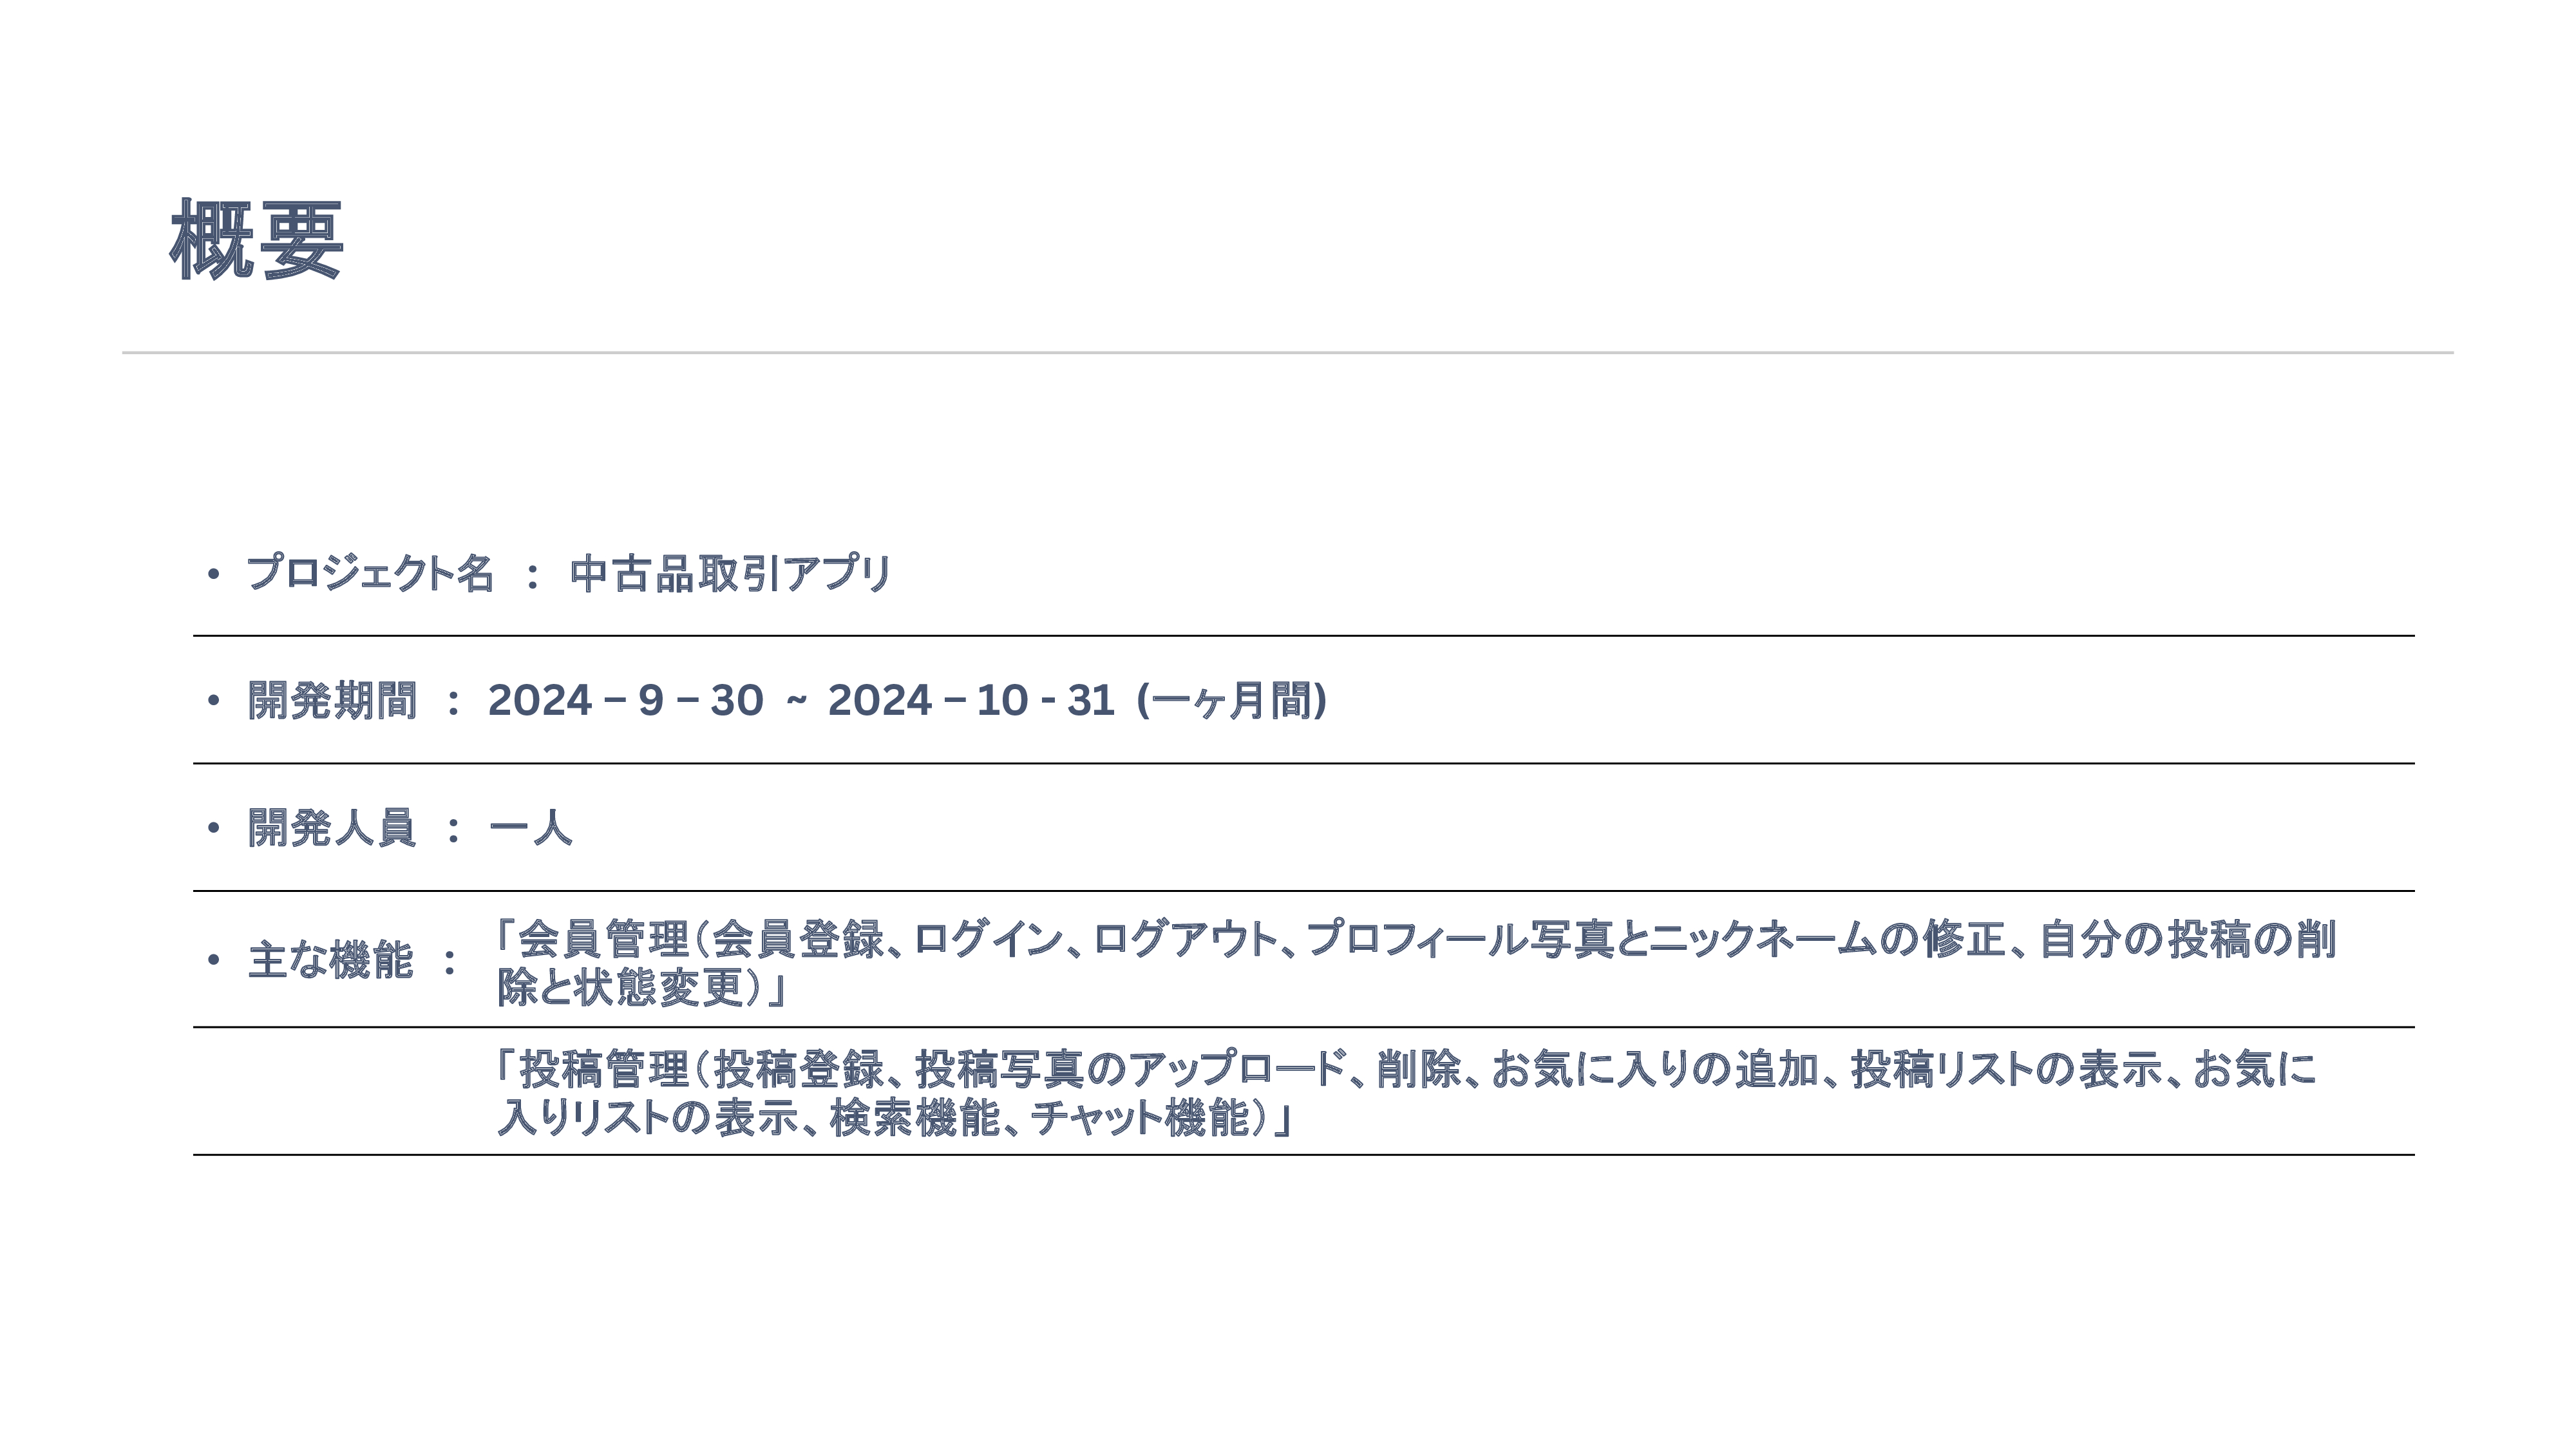 概要
• プロジェクト名 : 中古品取引アプリ
• 開発期間 : 2024 – 9 – 30 ~ 2024 – 10 - 31 (一ヶ月間)
• 開発人員 : 一人
• 主な機能 : 「会員管理(会員登録、ログイン、ログアウト、プロフィール写真とニックネームの修正、自分の投稿の削
除と状態変更)」
「投稿管理(投稿登録、投稿写真のアップロード、削除、お気に入りの追加、投稿リストの表示、お気に
入りリストの表示、検索機能、チャット機能)」